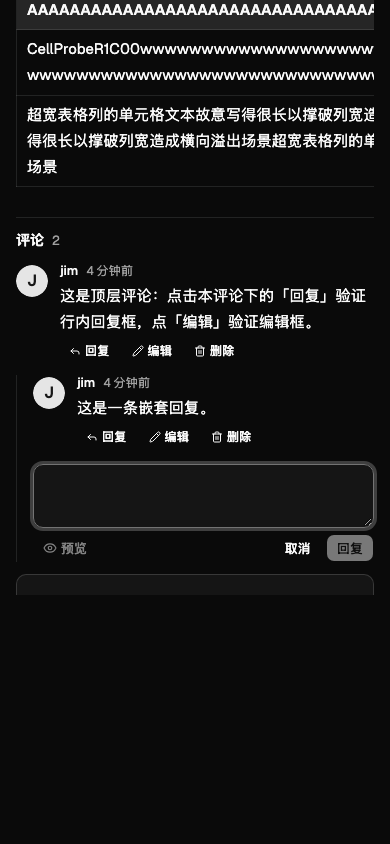 AAAAAAAAAAAAAAAAAAAAAAAAAAAAAAAA
CellProbeR1C00wwwwwwwwwwwwwwwwww
wwwwwwwwwwwwwwwwwwwwwwwwwww
超宽表格列的单元格文本故意写得很长以撑破列宽造
得很长以撑破列宽造成横向溢出场景超宽表格列的单
场景
评论 2
J jim 4 分钟前
这是顶层评论：点击本评论下的「回复」验证
行内回复框，点「编辑」验证编辑框。
回复 编辑 删除
J jim 4 分钟前
这是一条嵌套回复。
回复 编辑 删除
预览 取消 回复